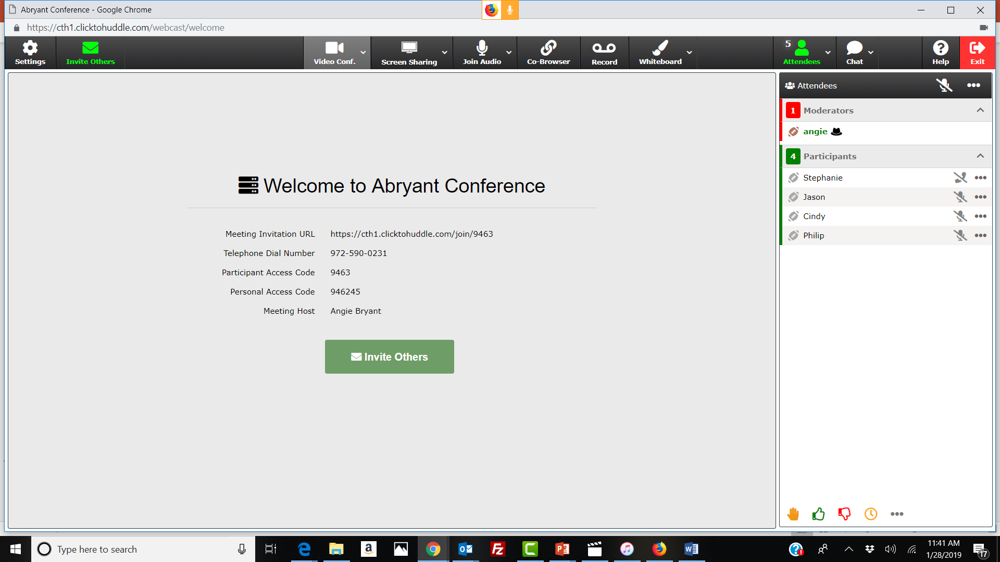 Abryant Conference - Google Chrome
https://cth1.clicktohuddle.com/webcast/welcome
Settings
Invite Others
Video Conf.
Screen Sharing
Join Audio
Co-Browser
Record
Whiteboard
5
Attendees
Chat
Help
Exit
Welcome to Abryant Conference
Meeting Invitation URL https://cth1.clicktohuddle.com/join/9463
Telephone Dial Number 972-590-0231
Participant Access Code 9463
Personal Access Code 946245
Meeting Host Angie Bryant
Invite Others
Attendees
1 Moderators
angie
4 Participants
Stephanie
Jason
Cindy
Philip
Type here to search
11:41 AM
1/28/2019
17